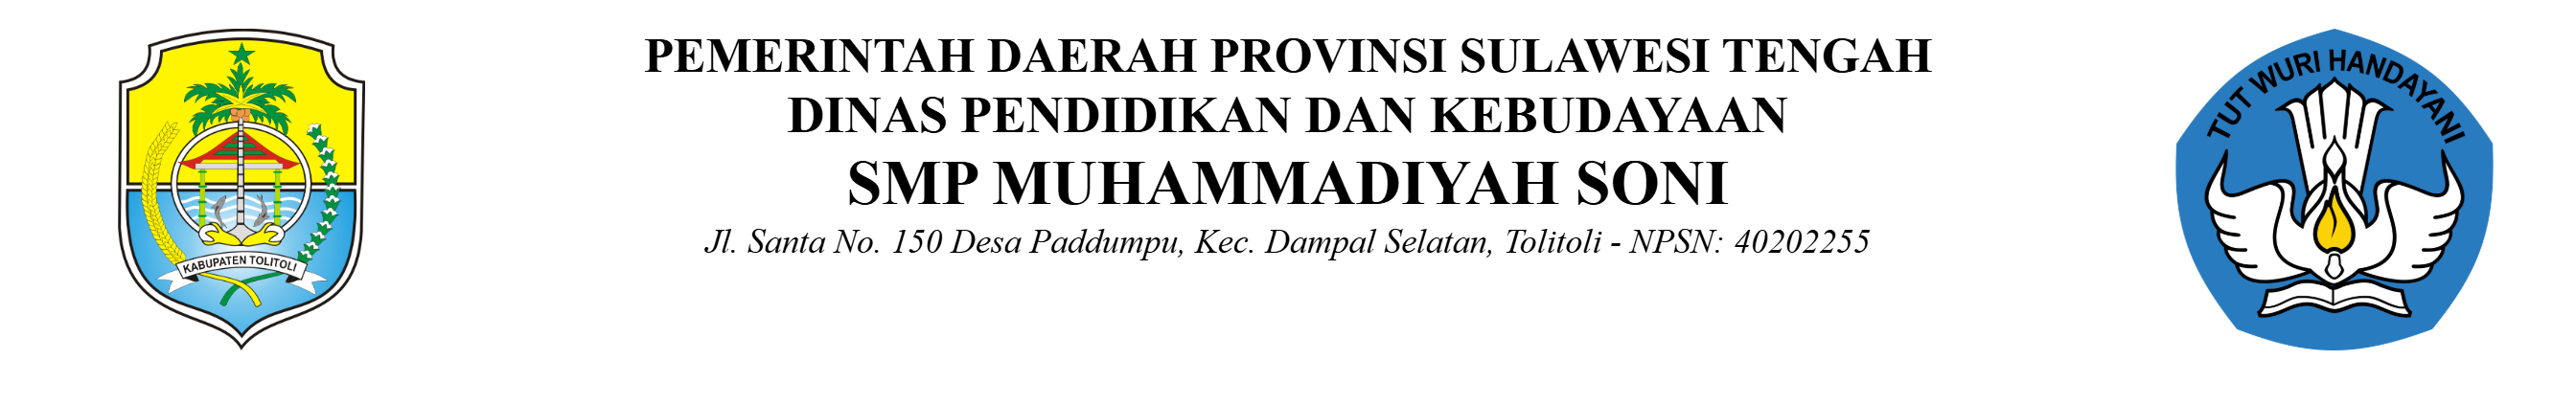 PEMERINTAH DAERAH PROVINSI SULAWESI TENGAH
DINAS PENDIDIKAN DAN KEBUDAYAAN
SMP MUHAMMADIYAH SONI
Jl. Santa No. 150 Desa Paddumpu, Kec. Dampal Selatan, Tolitoli - NPSN: 40202255
KABUPATEN TOLITOLI
TUT WURI HANDAYANI